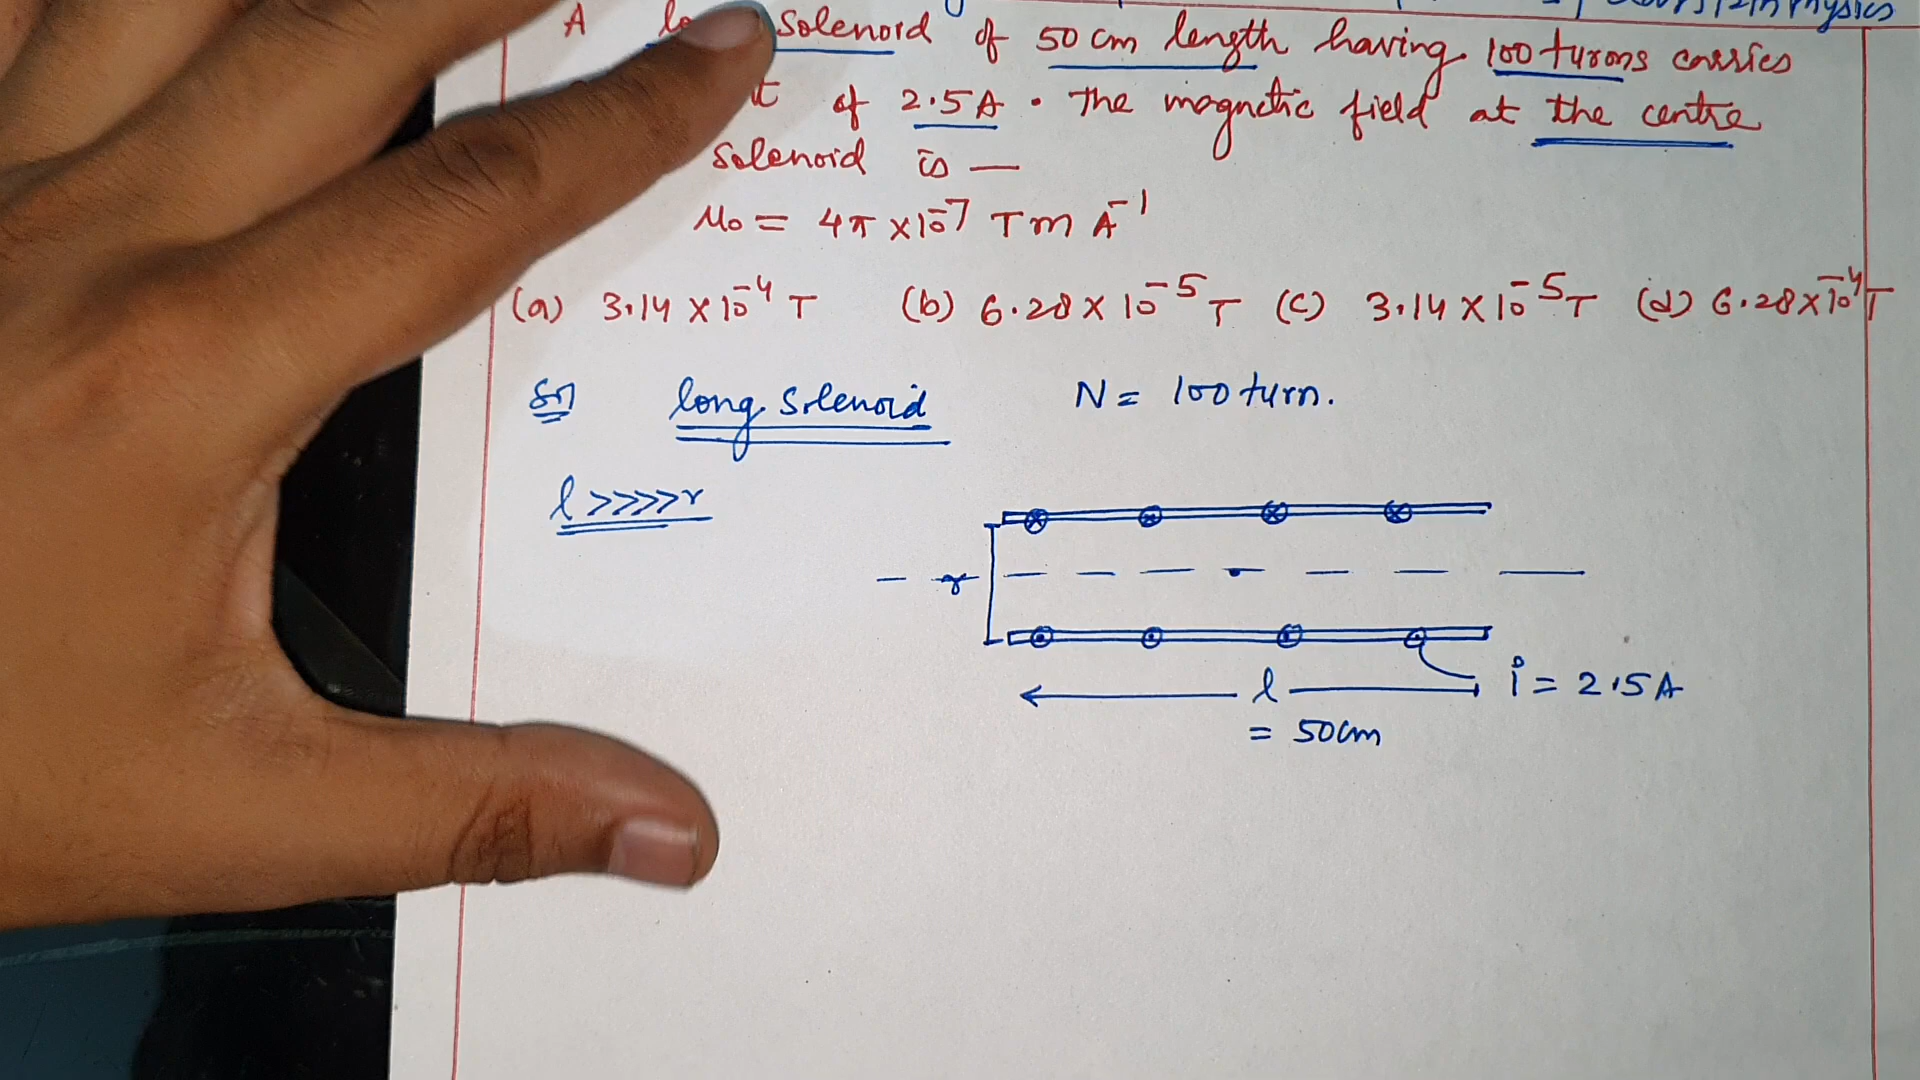 Physics
A solenoid of 50 cm length having 100 turns carries
of 2.5A . The magnetic field at the centre
solenoid is —
μ₀ = 4π × 10⁻⁷ T m A⁻¹
(a) 3.14 × 10⁻⁴ T (b) 6.28 × 10⁻⁵ T (c) 3.14 × 10⁻⁵ T (d) 6.28 × 10⁻⁴ T
Sol long solenoid N = 100 turn.
l >>>> r
r
l
i = 2.5A
= 50cm